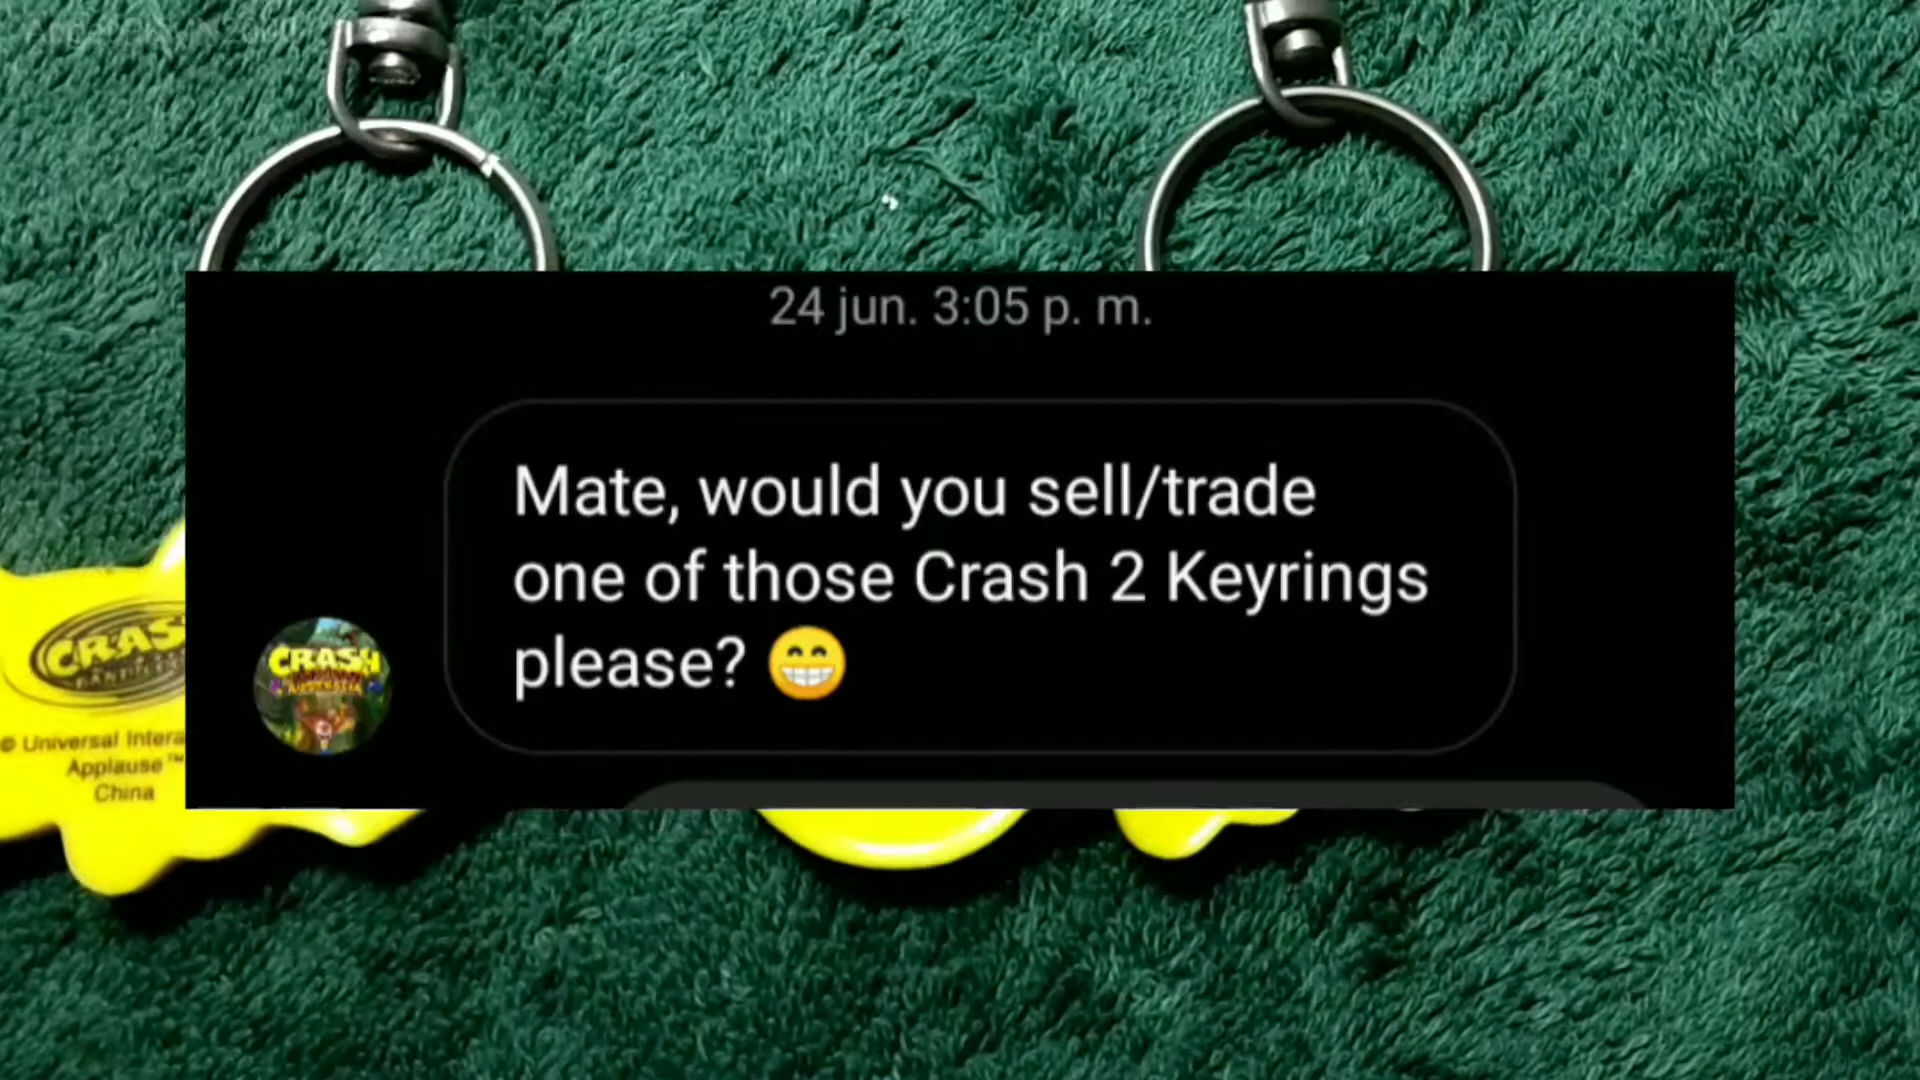 24 jun. 3:05 p. m.
Mate, would you sell/trade
one of those Crash 2 Keyrings
please? 😁
CRASH
CRAS
© Universal Intera
Applause™
China